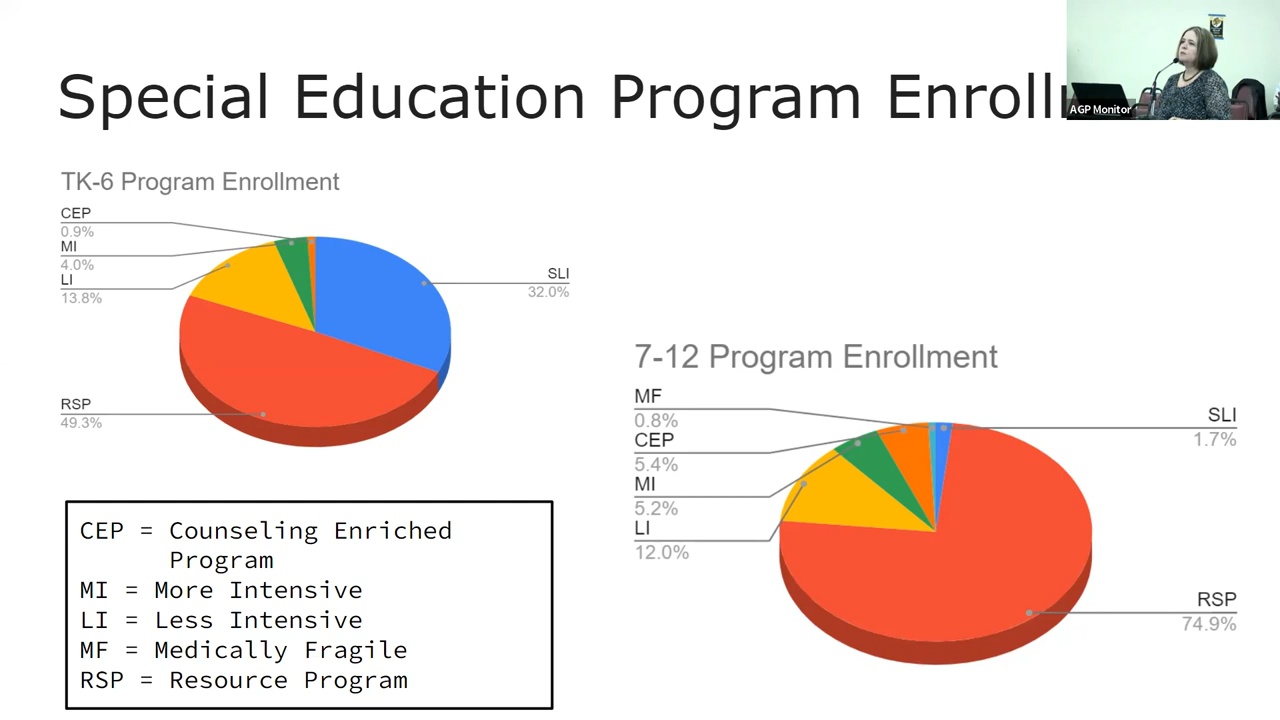 Special Education Program Enroll
AGP Monitor
TK-6 Program Enrollment
CEP
0.9%
MI
4.0%
LI
13.8%
SLI
32.0%
RSP
49.3%
7-12 Program Enrollment
MF
0.8%
CEP
5.4%
MI
5.2%
LI
12.0%
SLI
1.7%
RSP
74.9%
CEP = Counseling Enriched
Program
MI = More Intensive
LI = Less Intensive
MF = Medically Fragile
RSP = Resource Program